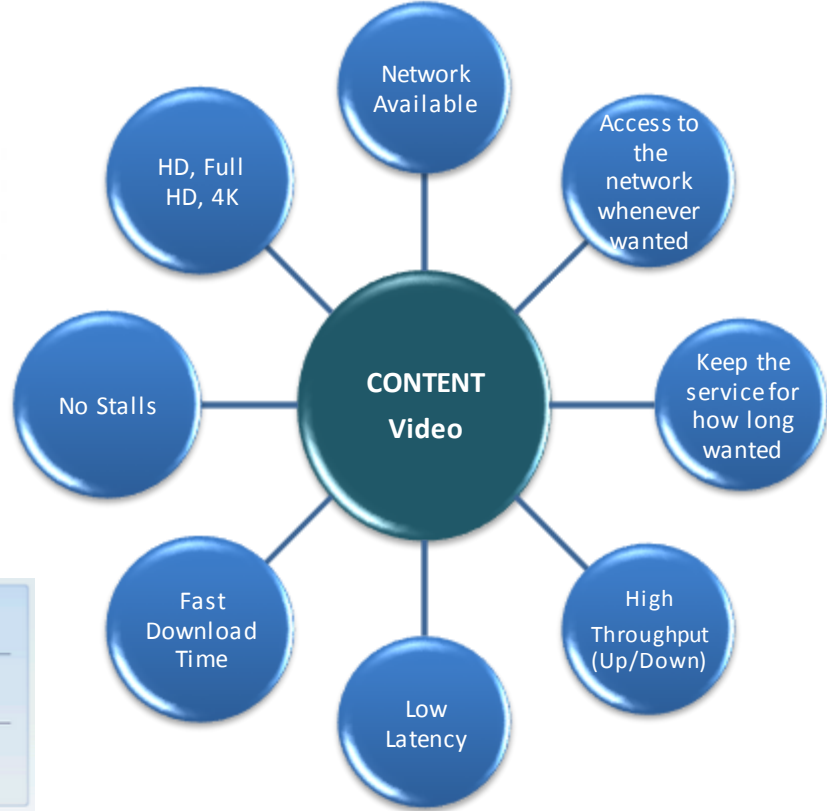 Network
Available
Access to
the
network
whenever
wanted
Keep the
service for
how long
wanted
High
Throughput
(Up/Down)
Low
Latency
Fast
Download
Time
No Stalls
HD, Full
HD, 4K
CONTENT
Video